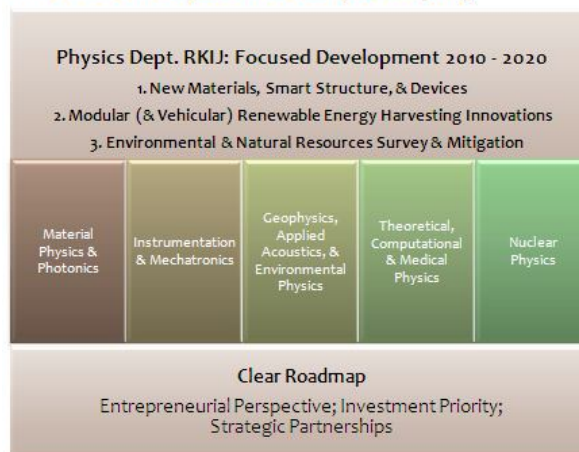 Physics Dept. RKIJ: Focused Development 2010 - 2020
1. New Materials, Smart Structure, & Devices
2. Modular (& Vehicular) Renewable Energy Harvesting Innovations
3. Environmental & Natural Resources Survey & Mitigation
Material
Physics &
Photonics
Instrumentation
& Mechatronics
Geophysics,
Applied
Acoustics, &
Environmental
Physics
Theoretical,
Computational
& Medical
Physics
Nuclear
Physics
Clear Roadmap
Entrepreneurial Perspective; Investment Priority;
Strategic Partnerships